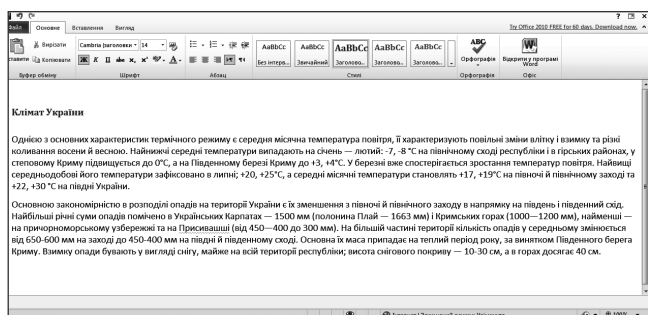 Файл Основне Вставлення Вигляд
Try Office 2010 FREE for 60 days. Download now.
Вирізати
Копіювати
Cambria (заголовки 14
Ж К П abc x₂ x²
AaBbCc AaBbCc AaBbCc AaBbCc AaBbCc
Без інтерв... Звичайний Заголово... Заголово... Заголово...
ABC
Орфографія
Відкрити у програмі
Word
Буфер обміну Шрифт Абзац Стилі Орфографія Офіс
Клімат України
Однією з основних характеристик термічного режиму є середня місячна температура повітря, її характеризують повільні зміни влітку і взимку та різкі
коливання восени й весною. Найнижчі середні температури випадають на січень — лютий: -7, -8 °С на північному сході республіки і в гірських районах, у
степовому Криму підвищується до 0°С, а на Південному березі Криму до +3, +4°С. У березні вже спостерігається зростання температур повітря. Найвищі
середньодобові його температури зафіксовано в липні; +20, +25°С, а середні місячні температури становлять +17, +19°С на півночі й північному заході та
+22, +30 °С на півдні України.
Основною закономірністю в розподілі опадів на території України є їх зменшення з півночі й північного заходу в напрямку на південь і південний схід.
Найбільші річні суми опадів помічено в Українських Карпатах — 1500 мм (полонина Плай — 1663 мм) і Кримських горах (1000—1200 мм), найменші —
на причорноморському узбережжі та на Присивашші (від 450—400 до 300 мм). На більшій частині території кількість опадів у середньому змінюється
від 650-600 мм на заході до 450-400 мм на півдні й південному сході. Основна їх маса припадає на теплий період року, за винятком Південного берега
Криму. Взимку опади бувають у вигляді снігу, майже на всій території республіки; висота снігового покриву — 10-30 см, а в горах досягає 40 см.
100%